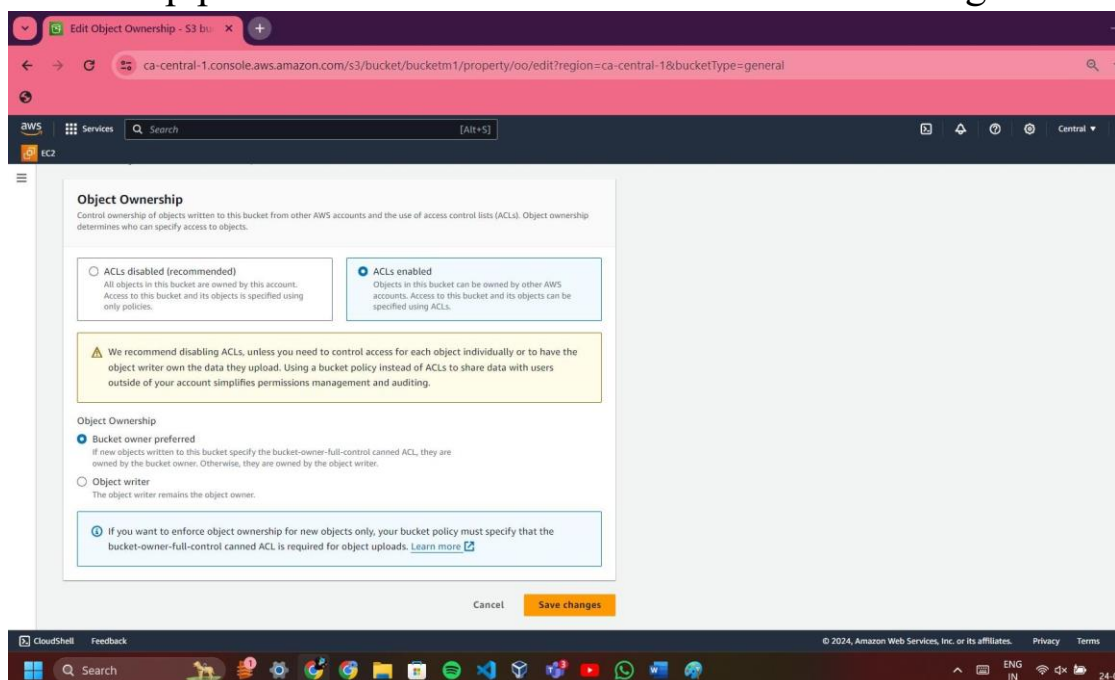 Edit Object Ownership - S3 bu
ca-central-1.console.aws.amazon.com/s3/bucket/bucketm1/property/oo/edit?region=ca-central-1&bucketType=general
aws Services Search [Alt+S] Central
EC2
Object Ownership
Control ownership of objects written to this bucket from other AWS accounts and the use of access control lists (ACLs). Object ownership
determines who can specify access to objects.
ACLs disabled (recommended)
All objects in this bucket are owned by this account.
Access to this bucket and its objects is specified using
only policies.
ACLs enabled
Objects in this bucket can be owned by other AWS
accounts. Access to this bucket and its objects can be
specified using ACLs.
We recommend disabling ACLs, unless you need to control access for each object individually or to have the
object writer own the data they upload. Using a bucket policy instead of ACLs to share data with users
outside of your account simplifies permissions management and auditing.
Object Ownership
Bucket owner preferred
If new objects written to this bucket specify the bucket-owner-full-control canned ACL, they are
owned by the bucket owner. Otherwise, they are owned by the object writer.
Object writer
The object writer remains the object owner.
If you want to enforce object ownership for new objects only, your bucket policy must specify that the
bucket-owner-full-control canned ACL is required for object uploads. Learn more
Cancel Save changes
CloudShell Feedback © 2024, Amazon Web Services, Inc. or its affiliates. Privacy Terms
Search ENG
IN 24-